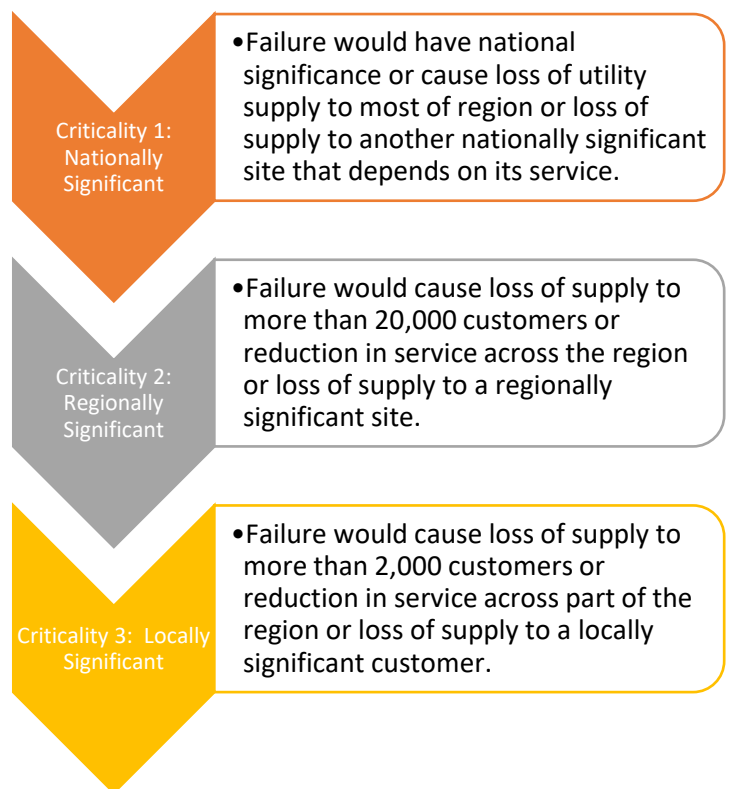 Criticality 1:
Nationally
Significant
•Failure would have national
significance or cause loss of utility
supply to most of region or loss of
supply to another nationally significant
site that depends on its service.
Criticality 2:
Regionally
Significant
•Failure would cause loss of supply to
more than 20,000 customers or
reduction in service across the region
or loss of supply to a regionally
significant site.
Criticality 3:  Locally
Significant
•Failure would cause loss of supply to
more than 2,000 customers or
reduction in service across part of the
region or loss of supply to a locally
significant customer.